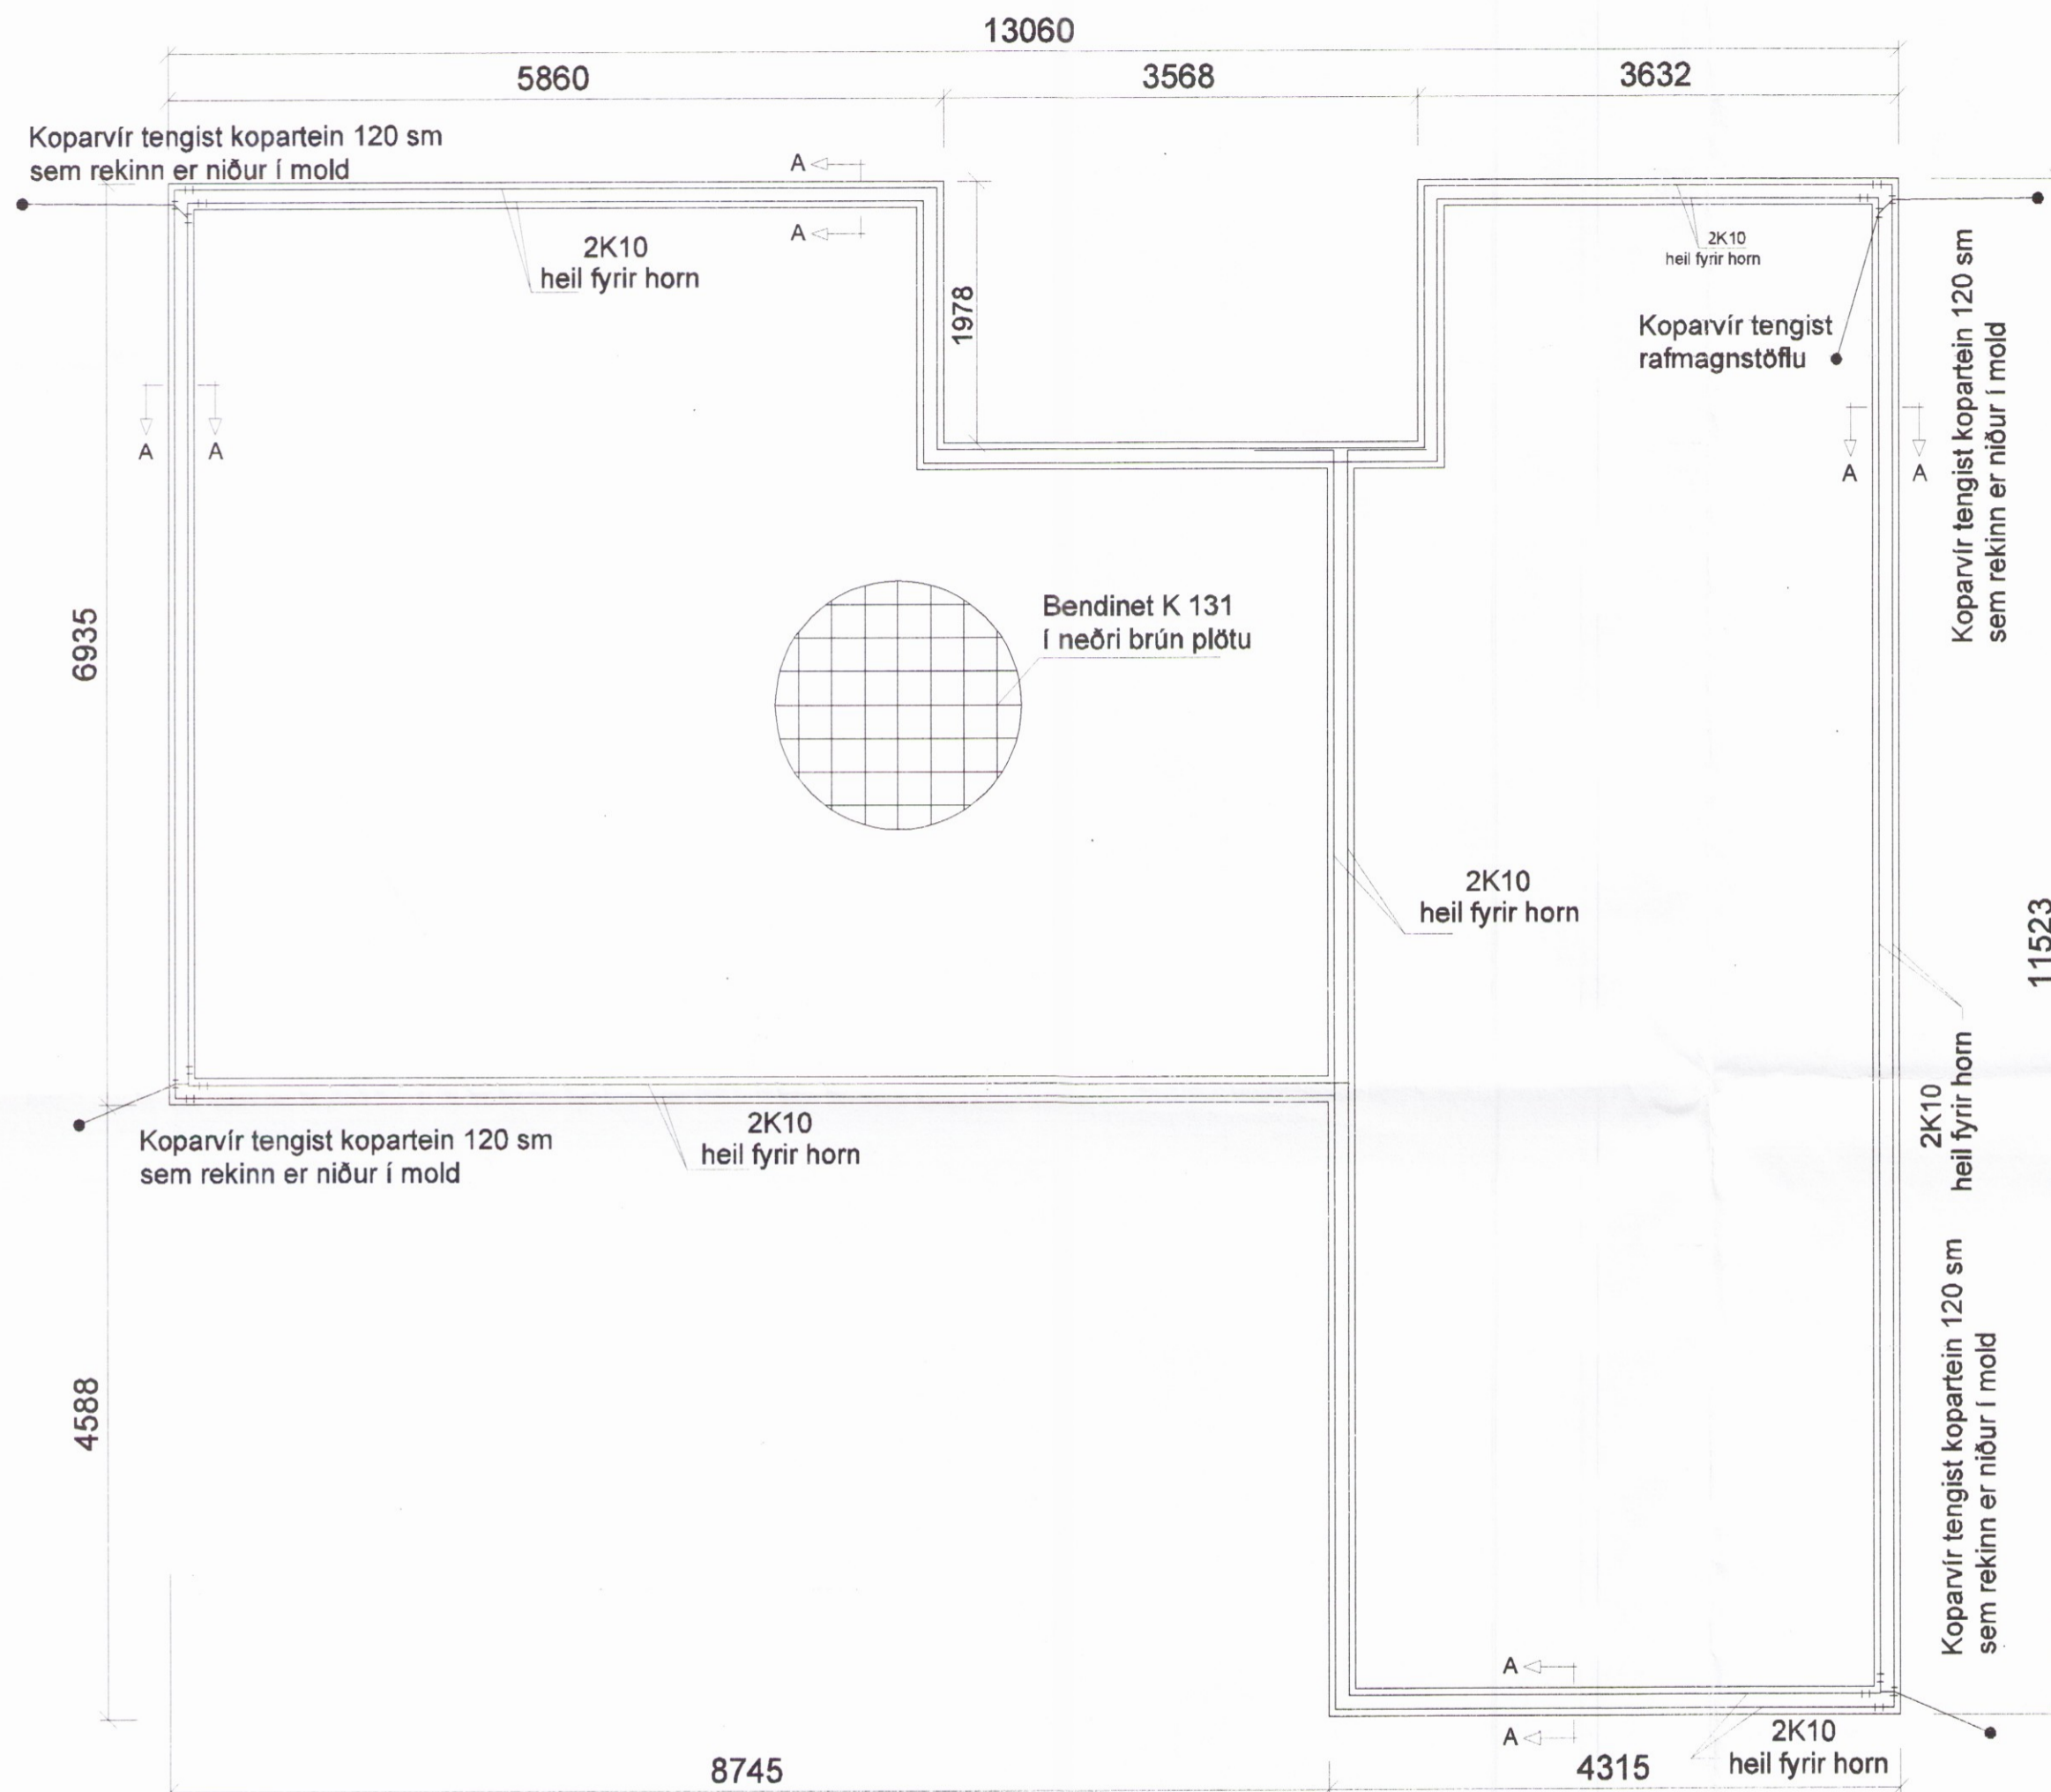 13060
5860
3568
3632
Koparvír tengist kopartein 120 sm
sem rekinn er niður í mold
A
A
2K10
heil fyrir horn
1978
2K10
heil fyrir horn
Koparvír tengist
rafmagnstöflu
Koparvír tengist kopartein 120 sm
sem rekinn er niður í mold
A
A
A
A
6935
Bendinet K 131
í neðri brún plötu
2K10
heil fyrir horn
11523
2K10
heil fyrir horn
Koparvír tengist kopartein 120 sm
sem rekinn er niður í mold
2K10
heil fyrir horn
4588
Koparvír tengist kopartein 120 sm
sem rekinn er niður í mold
A
A
2K10
heil fyrir horn
8745
4315